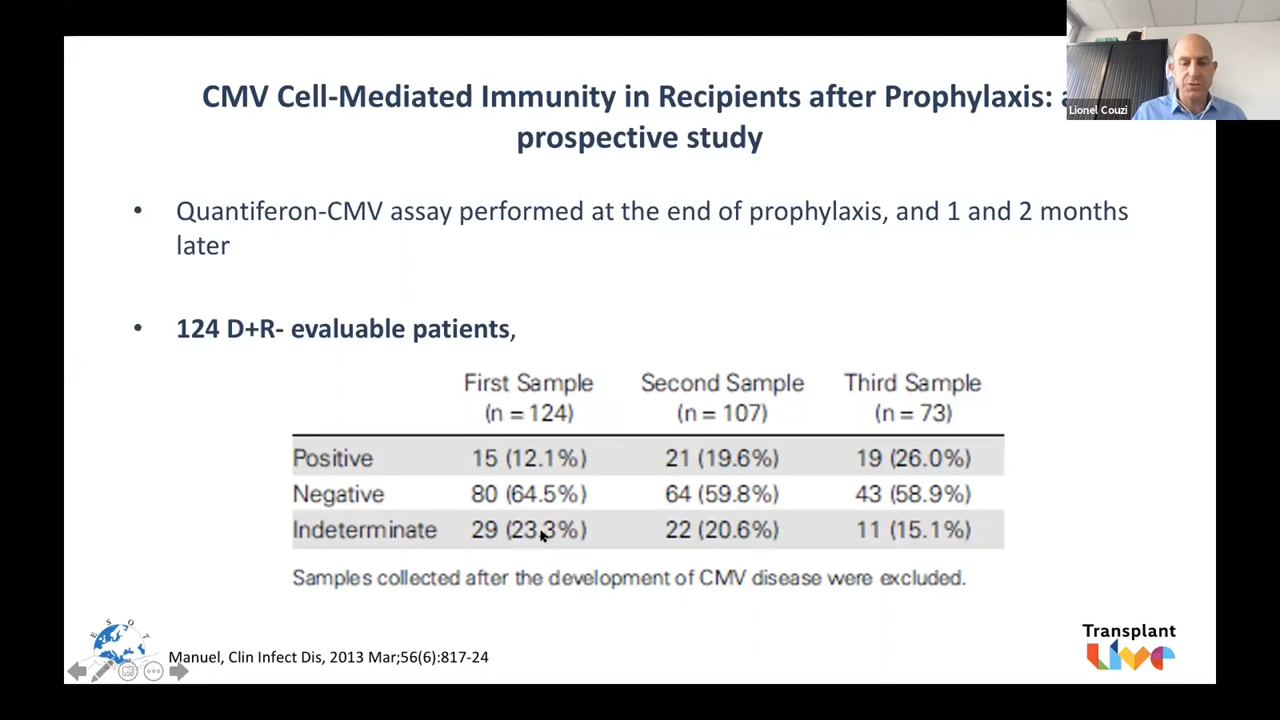 CMV Cell-Mediated Immunity in Recipients after Prophylaxis: a
prospective study
Lionel Couzi
• Quantiferon-CMV assay performed at the end of prophylaxis, and 1 and 2 months
later
• 124 D+R- evaluable patients,
First Sample Second Sample Third Sample
(n = 124) (n = 107) (n = 73)
Positive 15 (12.1%) 21 (19.6%) 19 (26.0%)
Negative 80 (64.5%) 64 (59.8%) 43 (58.9%)
Indeterminate 29 (23.3%) 22 (20.6%) 11 (15.1%)
Samples collected after the development of CMV disease were excluded.
E S O T
Manuel, Clin Infect Dis, 2013 Mar;56(6):817-24
Transplant
Live